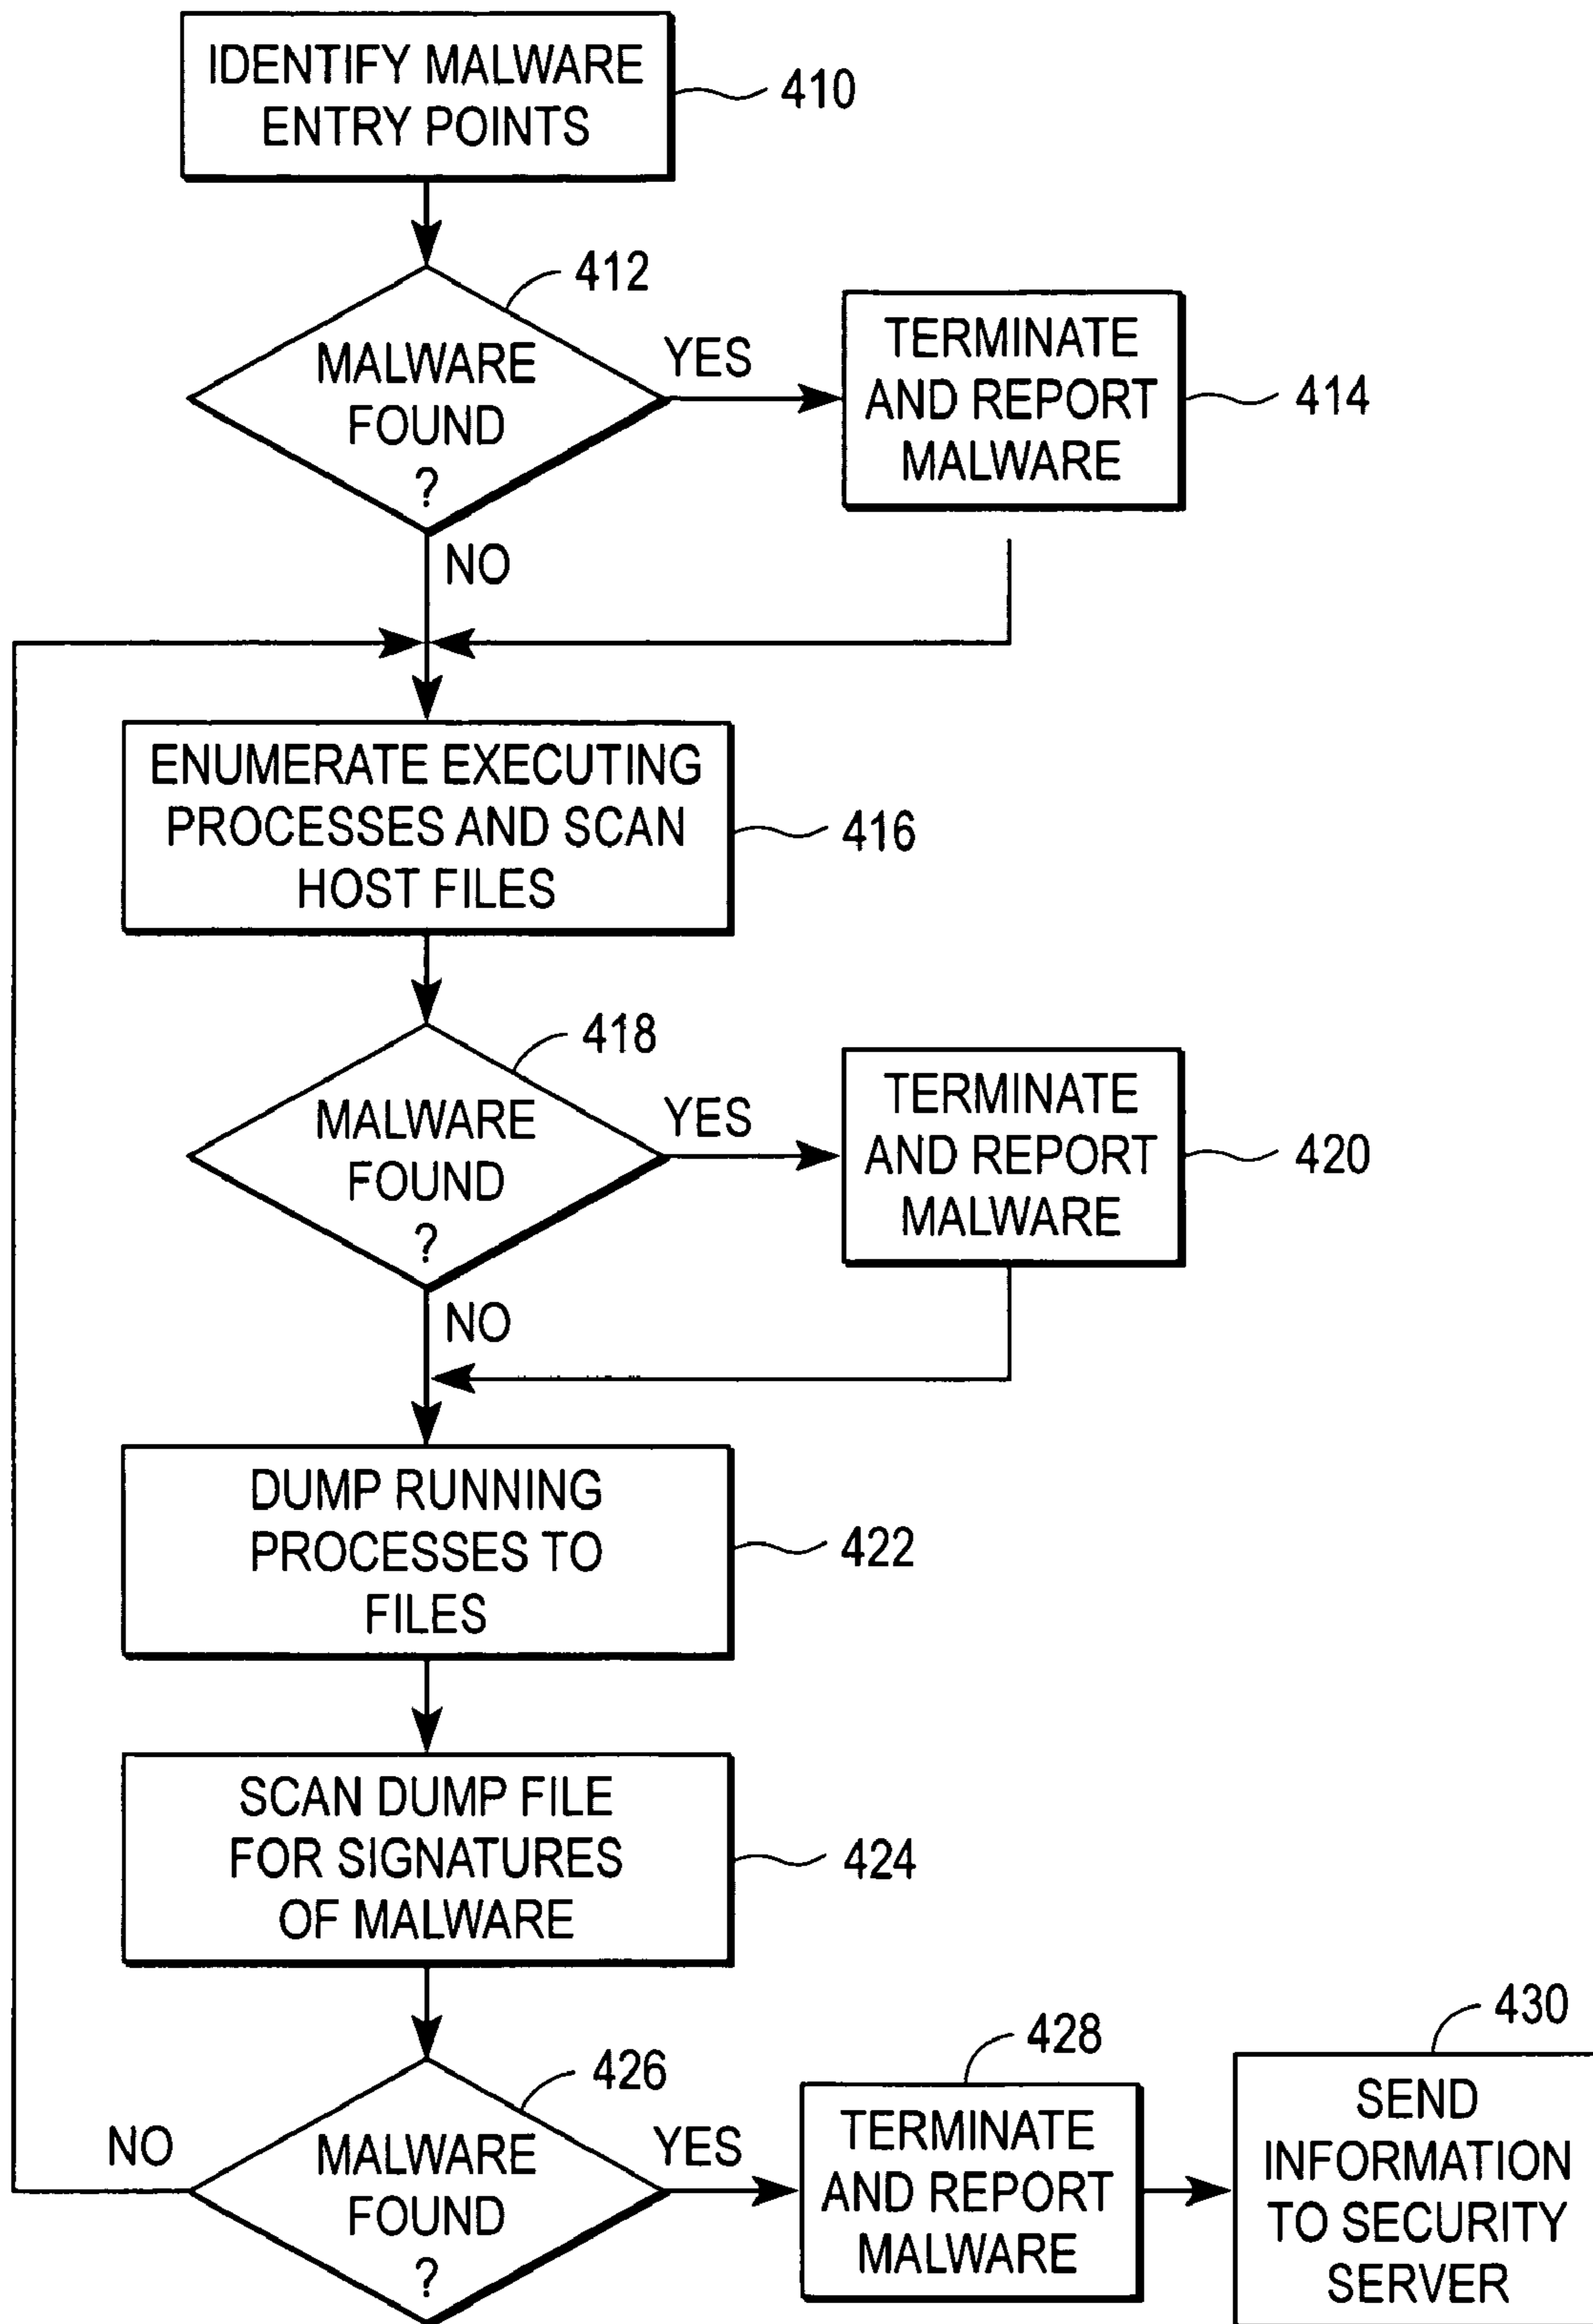 IDENTIFY MALWARE
ENTRY POINTS
410
412
MALWARE
FOUND
?
YES
TERMINATE
AND REPORT
MALWARE
414
NO
ENUMERATE EXECUTING
PROCESSES AND SCAN
HOST FILES
416
418
MALWARE
FOUND
?
YES
TERMINATE
AND REPORT
MALWARE
420
NO
DUMP RUNNING
PROCESSES TO
FILES
422
SCAN DUMP FILE
FOR SIGNATURES
OF MALWARE
424
426
NO
MALWARE
FOUND
?
YES
428
TERMINATE
AND REPORT
MALWARE
430
SEND
INFORMATION
TO SECURITY
SERVER